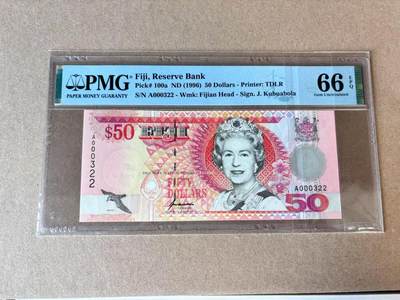 PMG
PAPER MONEY GUARANTY
Fiji, Reserve Bank
Pick# 100a ND (1996) 50 Dollars - Printer: TDLR
S/N A000322 - Wmk: Fijian Head - Sign. J. Kubuabola
66 EPQ
Gem Uncirculated
$50 FIJI
A000322
FIFTY
DOLLARS
A000322
50